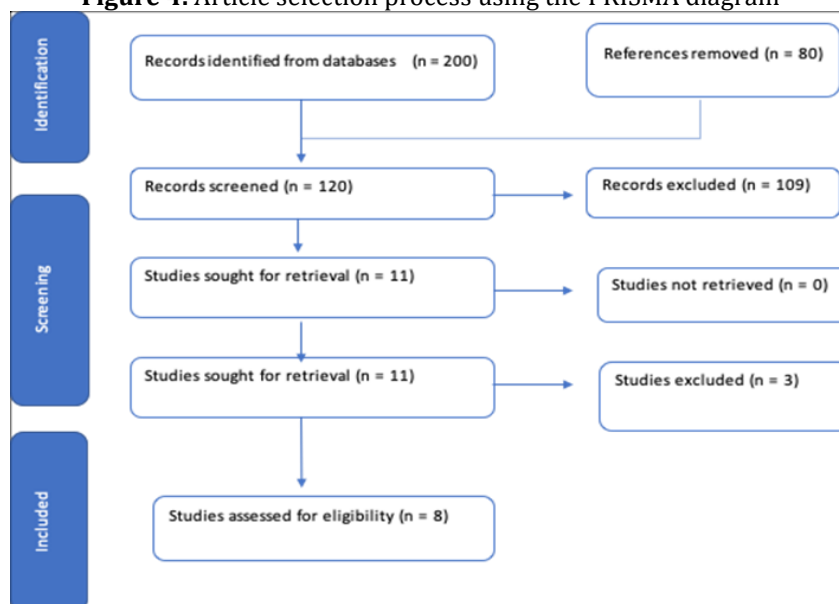 Article selection process using the PRISMA diagram
Identification
Records identified from databases (n = 200)
References removed (n = 80)
Records screened (n = 120)
Records excluded (n = 109)
Screening
Studies sought for retrieval (n = 11)
Studies not retrieved (n = 0)
Studies sought for retrieval (n = 11)
Studies excluded (n = 3)
Included
Studies assessed for eligibility (n = 8)